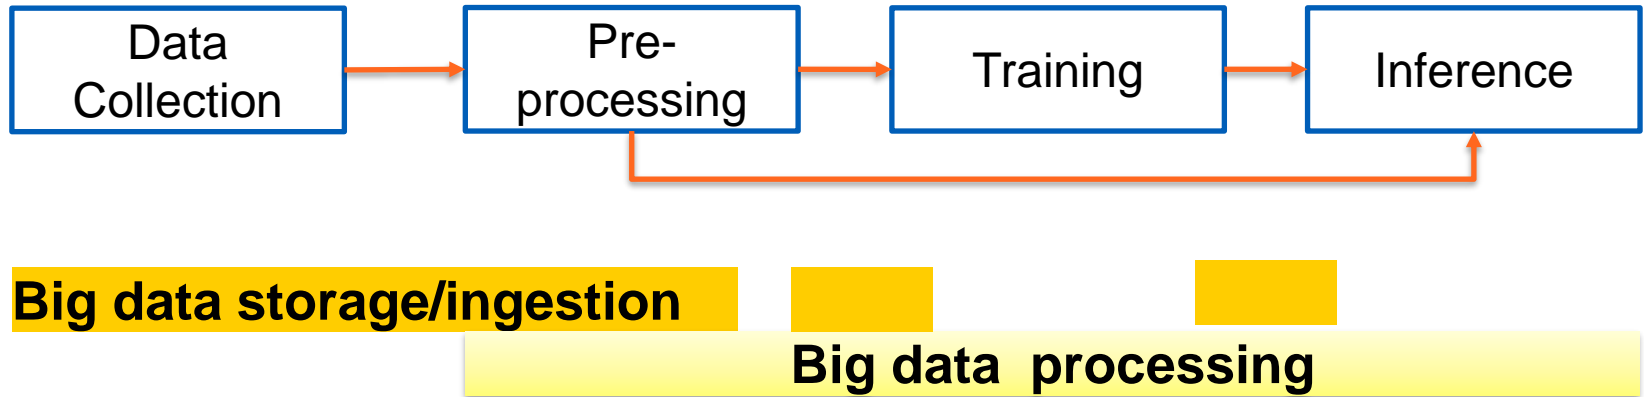 Data
Collection
Pre-
processing
Training
Inference
Big data storage/ingestion
Big data  processing